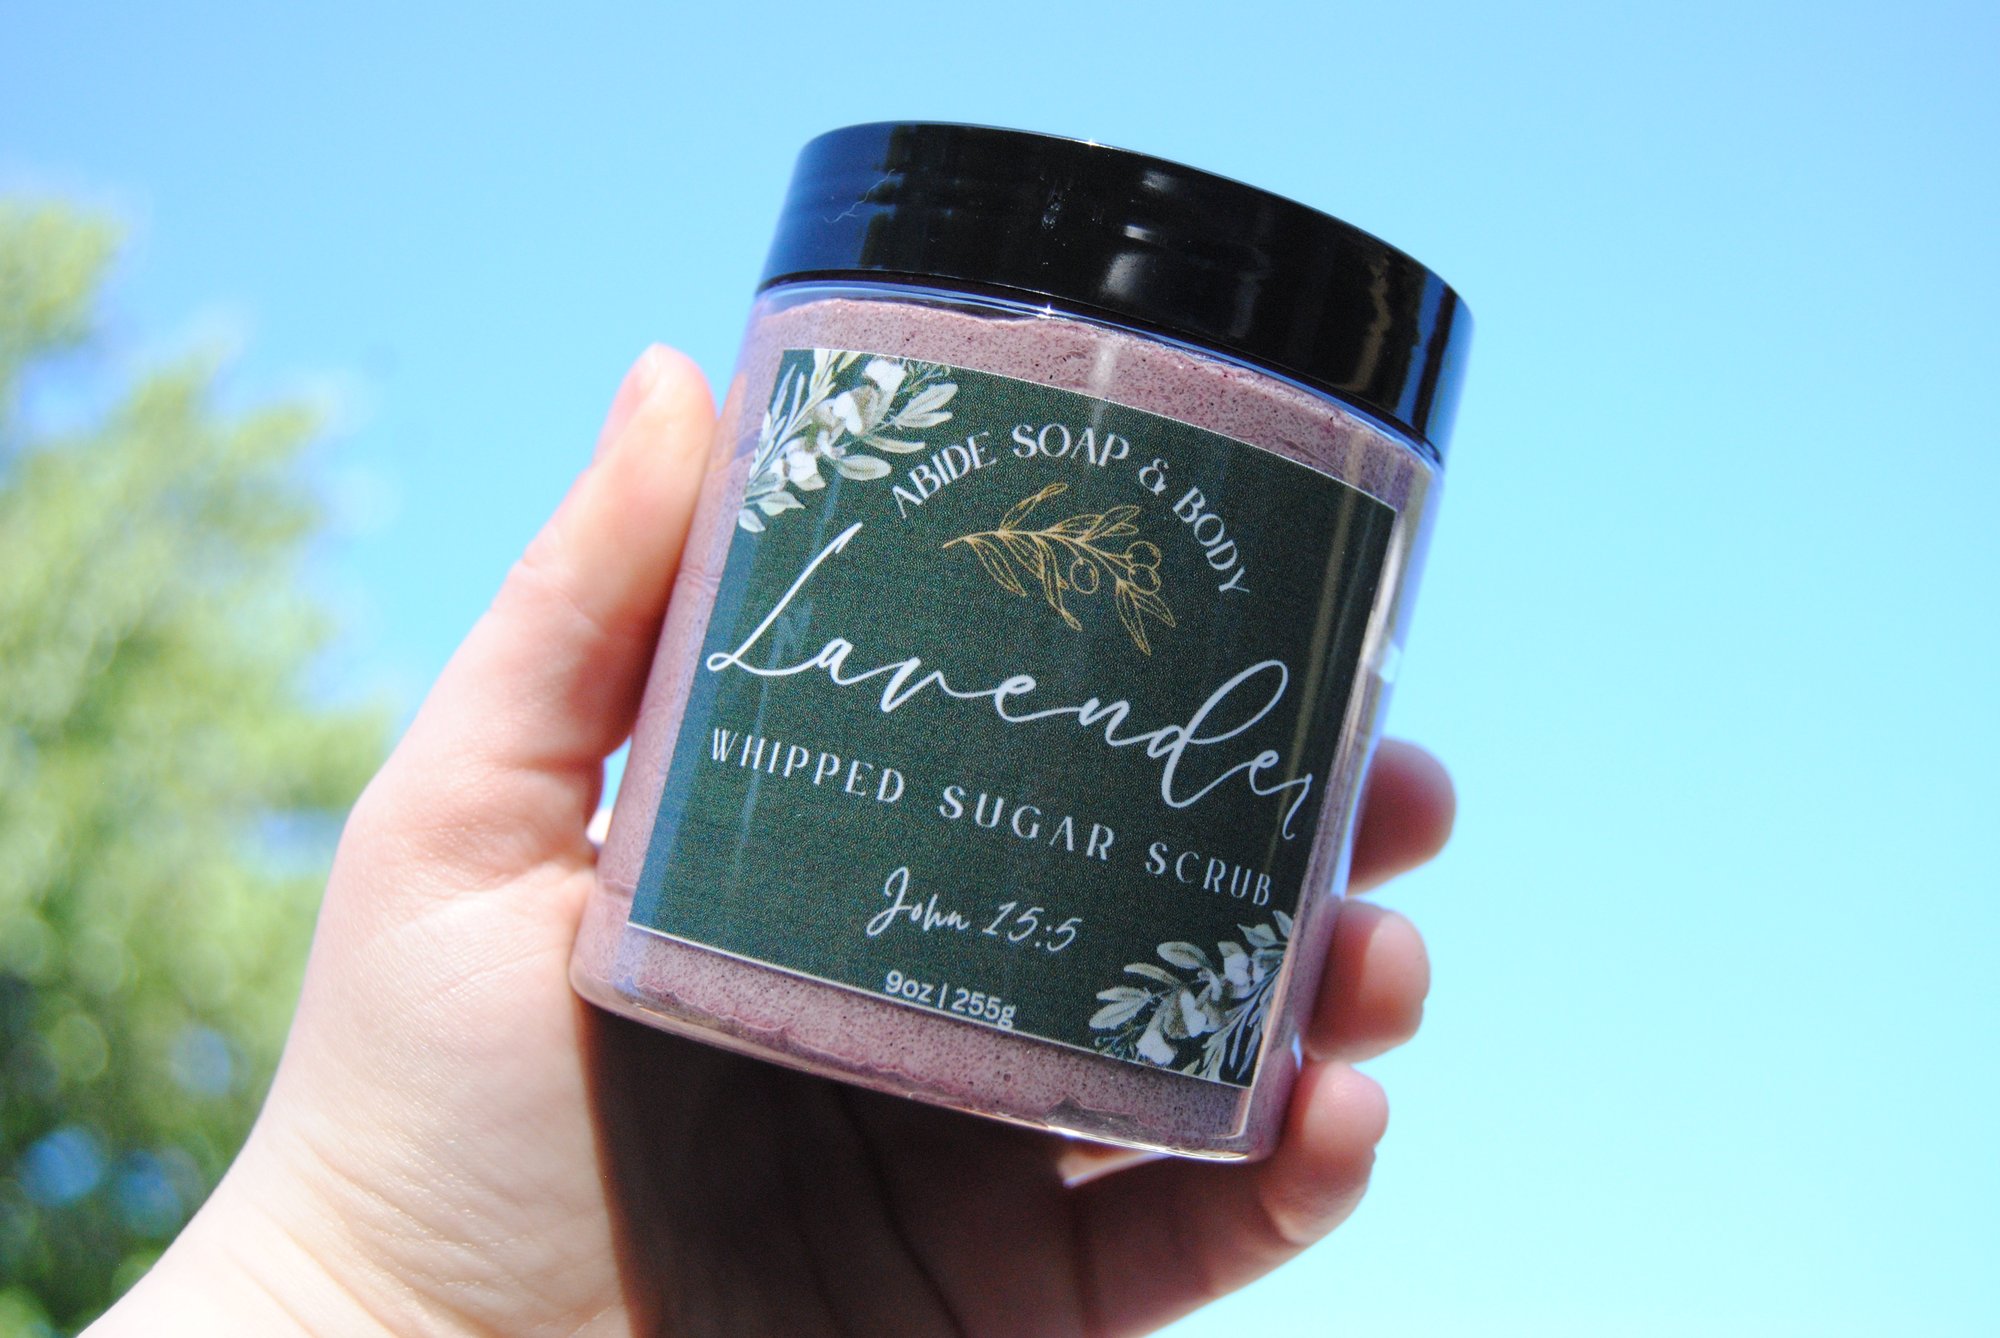 ABIDE SOAP & BODY
Lavender
WHIPPED SUGAR SCRUB
John 15:5
9oz | 255g